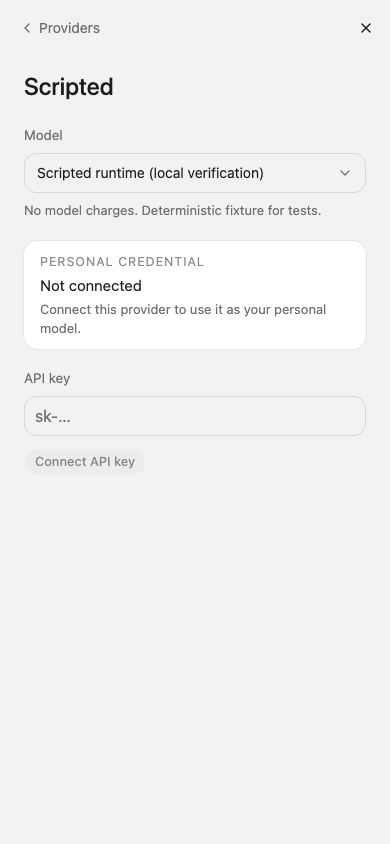 Providers
Scripted
Model
Scripted runtime (local verification)
No model charges. Deterministic fixture for tests.
PERSONAL CREDENTIAL
Not connected
Connect this provider to use it as your personal
model.
API key
sk-...
Connect API key